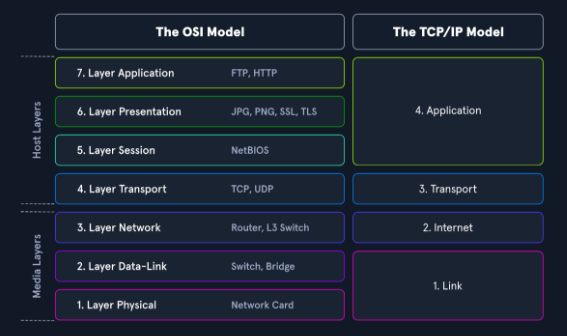 The OSI Model
The TCP/IP Model
Host Layers
7. Layer Application
FTP, HTTP
6. Layer Presentation
JPG, PNG, SSL, TLS
5. Layer Session
NetBIOS
4. Application
4. Layer Transport
TCP, UDP
3. Transport
Media Layers
3. Layer Network
Router, L3 Switch
2. Internet
2. Layer Data-Link
Switch, Bridge
1. Layer Physical
Network Card
1. Link